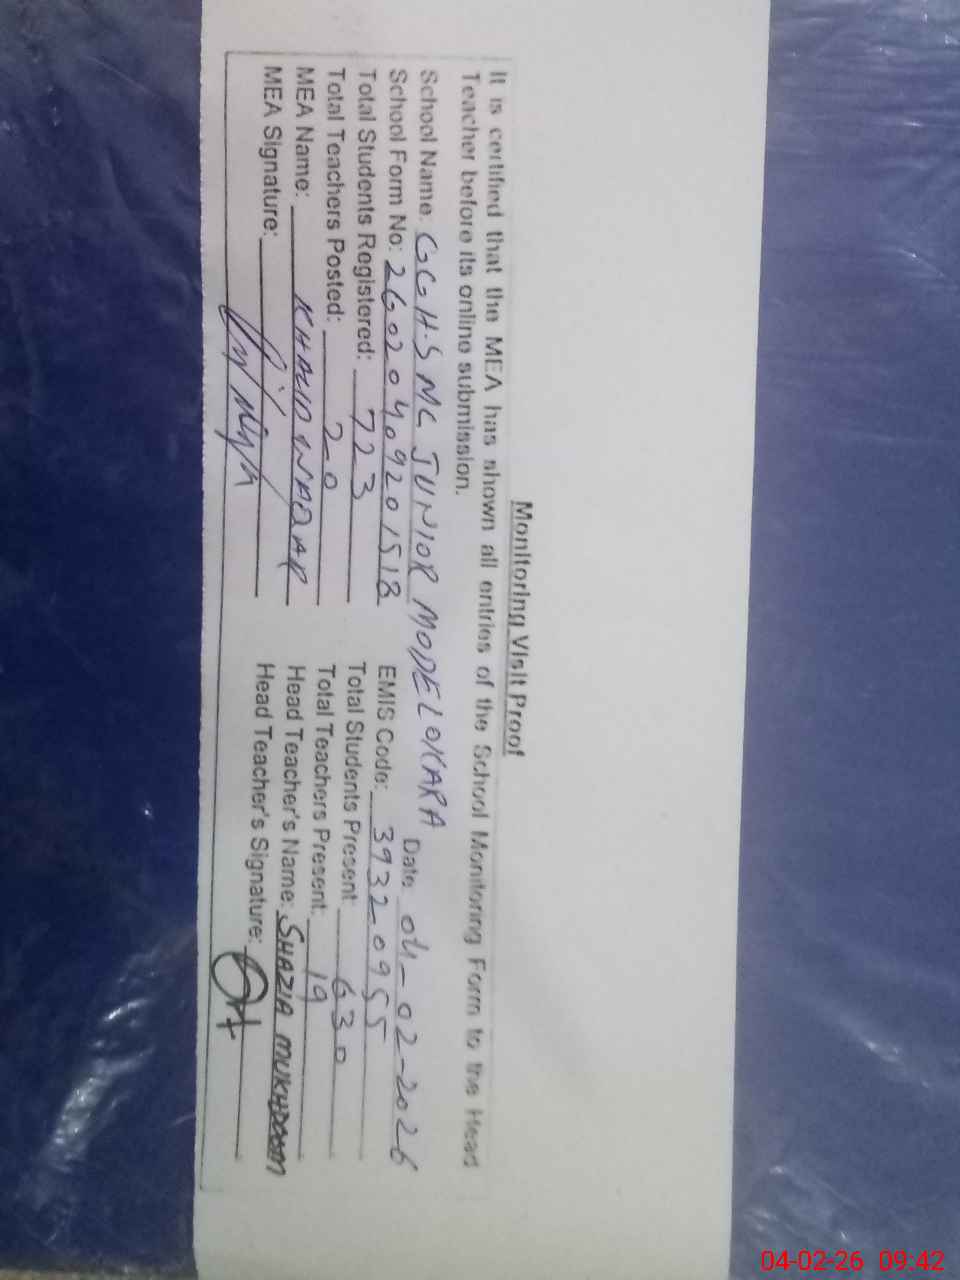 Monitoring Visit Proof
It is certified that the MEA has shown all entries of the School Monitoring Form to the Head
Teacher before its online submission.
School Name. GGHS MC JUNIOR MODEL OKARA Date 04-02-2026
School Form No: 260204092015 EMIS Code: 39320955
Total Students Registered: 723 Total Students Present 630
Total Teachers Posted: 20 Total Teachers Present: 19
MEA Name: KHALID WAQAR Head Teacher's Name: SHAZIA MUKHDOOM
MEA Signature: Head Teacher's Signature:
04-02-26 09:42